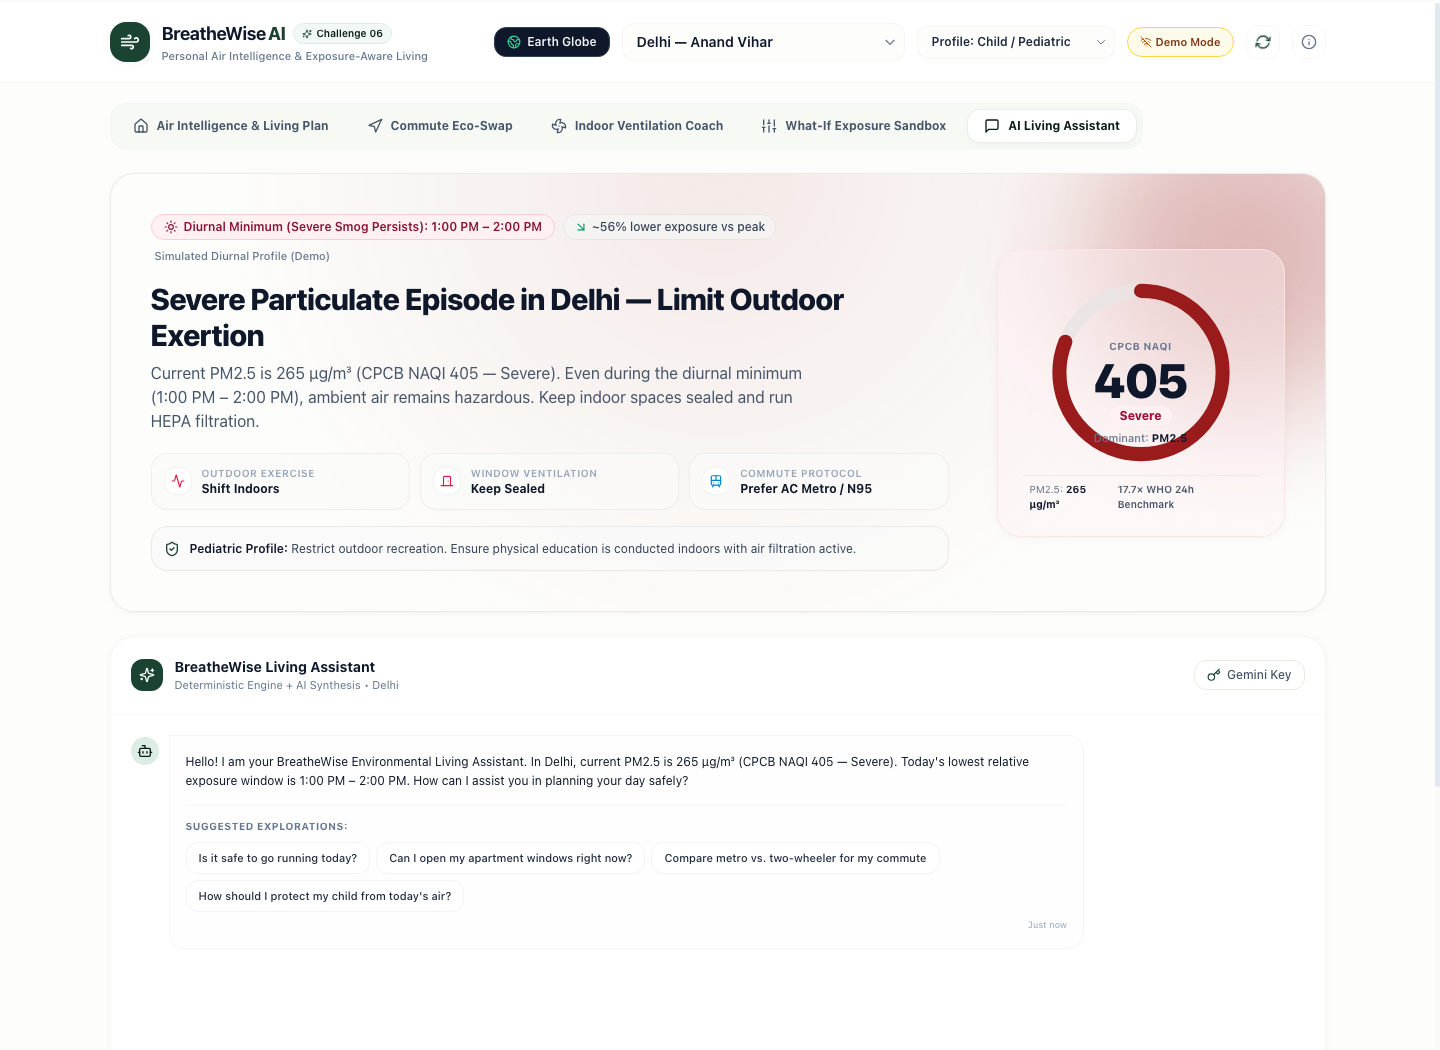 BreatheWise AI
Challenge 06
Personal Air Intelligence & Exposure-Aware Living
Earth Globe
Delhi — Anand Vihar
Profile: Child / Pediatric
Demo Mode
Air Intelligence & Living Plan
Commute Eco-Swap
Indoor Ventilation Coach
What-If Exposure Sandbox
AI Living Assistant
Diurnal Minimum (Severe Smog Persists): 1:00 PM – 2:00 PM
~56% lower exposure vs peak
Simulated Diurnal Profile (Demo)
Severe Particulate Episode in Delhi — Limit Outdoor
Exertion
Current PM2.5 is 265 µg/m³ (CPCB NAQI 405 — Severe). Even during the diurnal minimum
(1:00 PM – 2:00 PM), ambient air remains hazardous. Keep indoor spaces sealed and run
HEPA filtration.
OUTDOOR EXERCISE
Shift Indoors
WINDOW VENTILATION
Keep Sealed
COMMUTE PROTOCOL
Prefer AC Metro / N95
Pediatric Profile: Restrict outdoor recreation. Ensure physical education is conducted indoors with air filtration active.
CPCB NAQI
405
Severe
Dominant: PM2.5
PM2.5: 265
µg/m³
17.7× WHO 24h
Benchmark
BreatheWise Living Assistant
Deterministic Engine + AI Synthesis • Delhi
Gemini Key
Hello! I am your BreatheWise Environmental Living Assistant. In Delhi, current PM2.5 is 265 µg/m³ (CPCB NAQI 405 — Severe). Today's lowest relative
exposure window is 1:00 PM – 2:00 PM. How can I assist you in planning your day safely?
SUGGESTED EXPLORATIONS:
Is it safe to go running today?
Can I open my apartment windows right now?
Compare metro vs. two-wheeler for my commute
How should I protect my child from today's air?
Just now